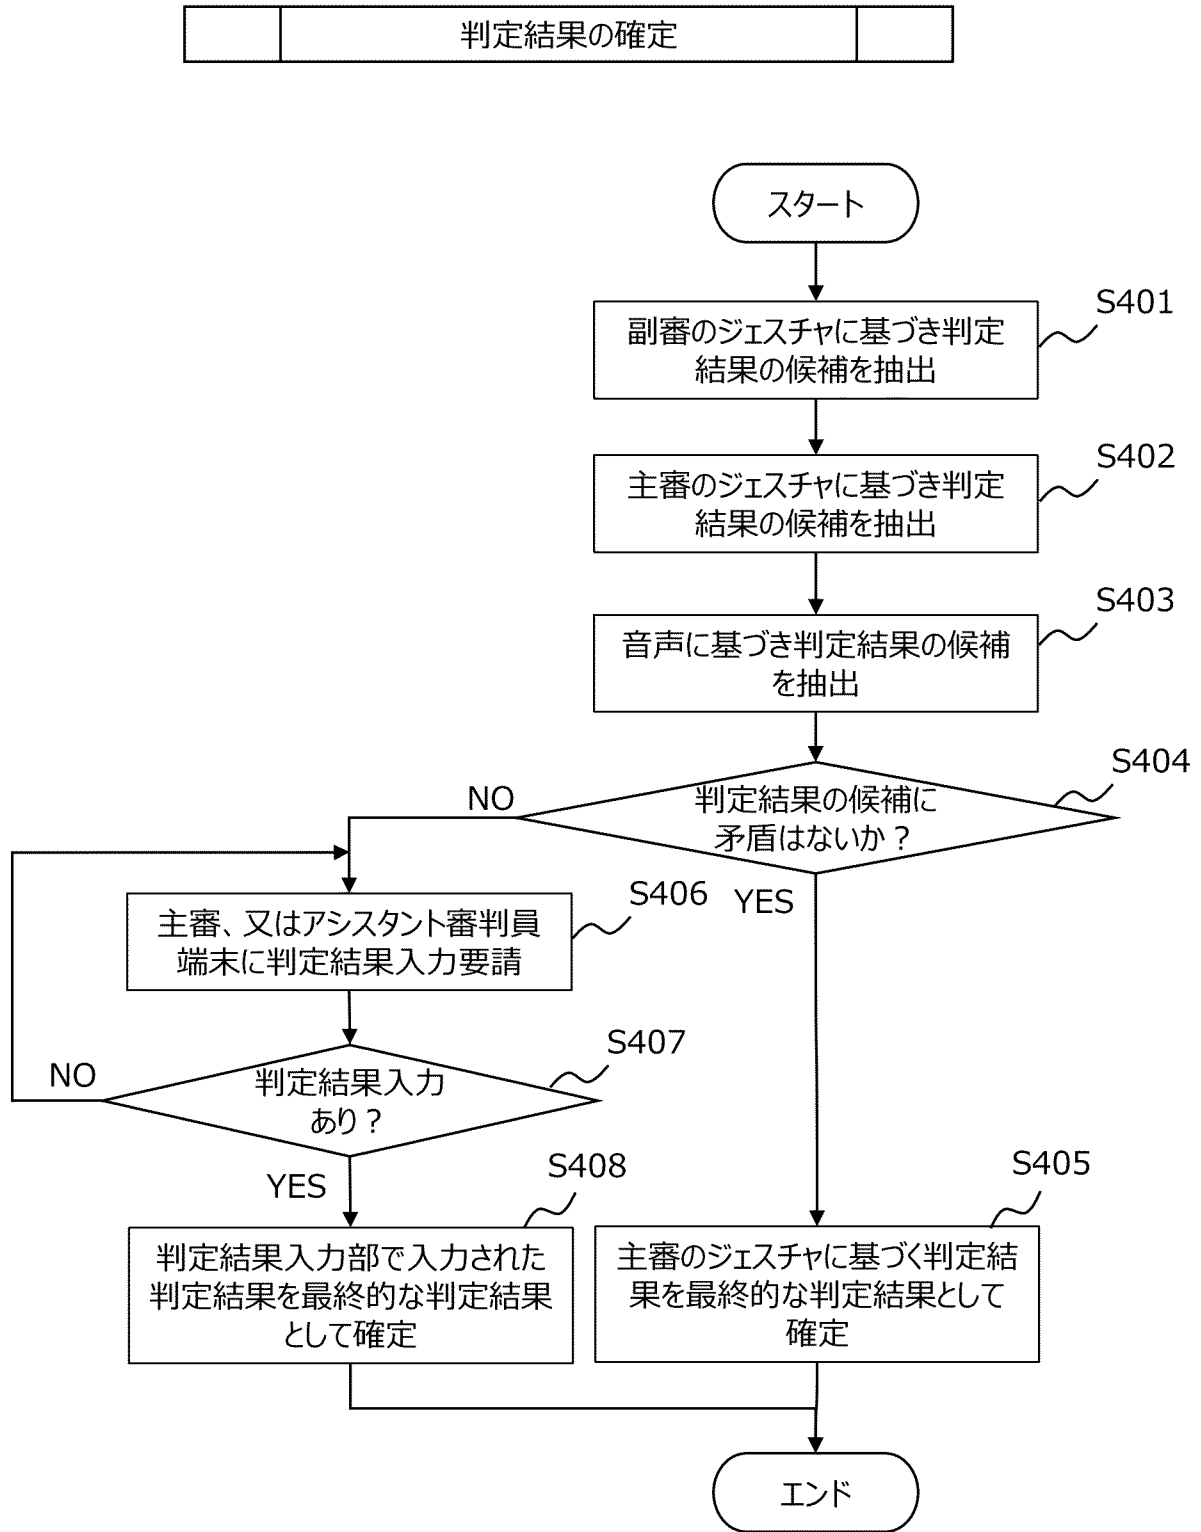 判定結果の確定
スタート
S401
副審のジェスチャに基づき判定
結果の候補を抽出
S402
主審のジェスチャに基づき判定
結果の候補を抽出
S403
音声に基づき判定結果の候補
を抽出
S404
判定結果の候補に
矛盾はないか？
NO
YES
S406
主審、又はアシスタント審判員
端末に判定結果入力要請
S407
判定結果入力
あり？
NO
YES
S408
判定結果入力部で入力された
判定結果を最終的な判定結果
として確定
S405
主審のジェスチャに基づく判定結
果を最終的な判定結果として
確定
エンド